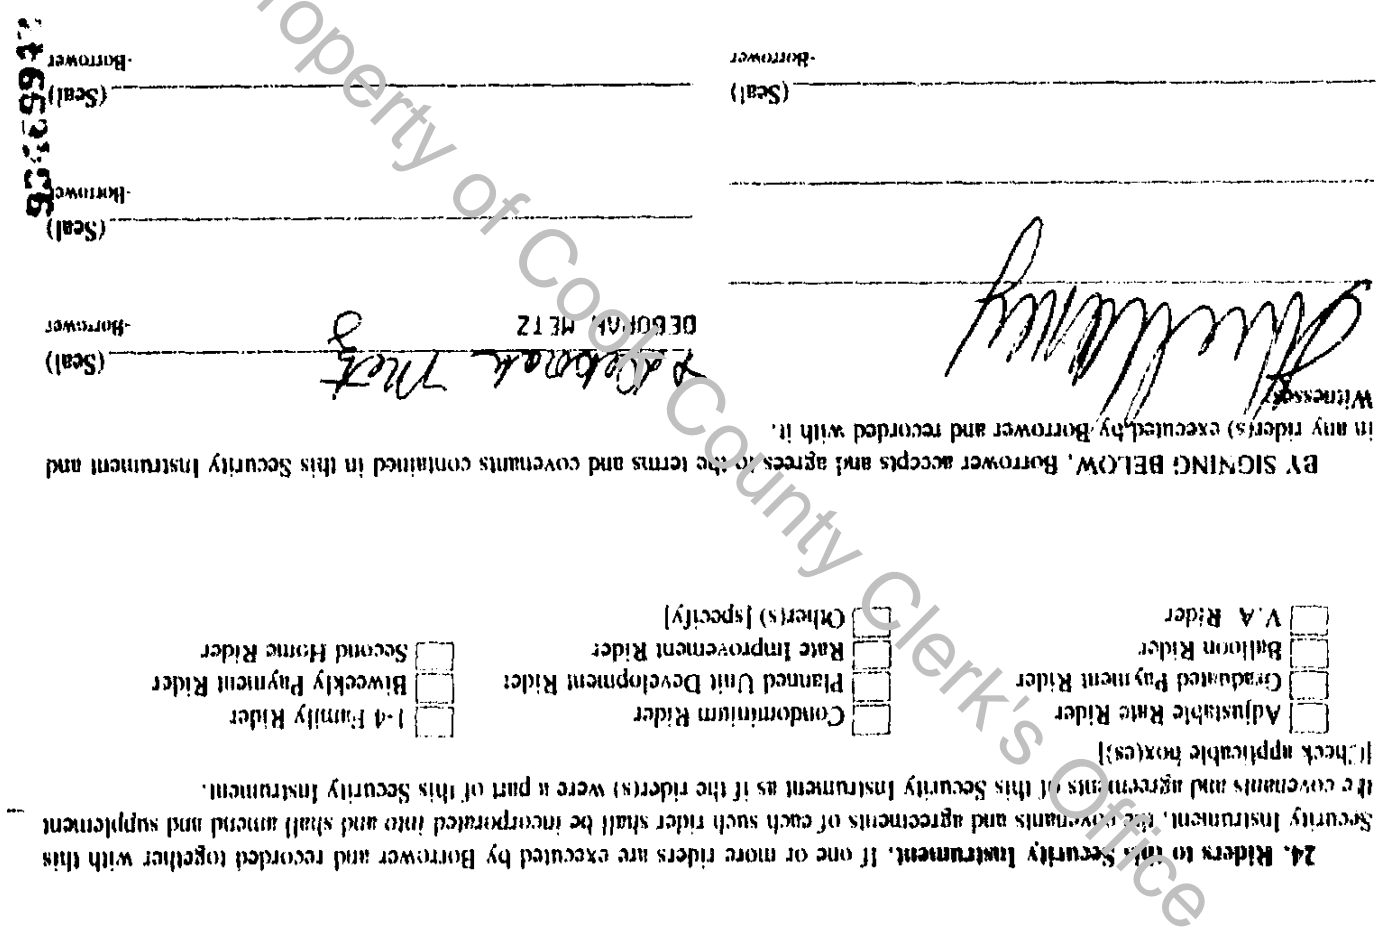 24. Riders to this Security Instrument. If one or more riders are executed by Borrower and recorded together with this
Security Instrument, the covenants and agreements of each such rider shall be incorporated into and shall amend and supplement
the covenants and agreements of this Security Instrument as if the rider(s) were a part of this Security Instrument.
[Check applicable box(es)]
Adjustable Rate Rider Condominium Rider 1-4 Family Rider
Graduated Payment Rider Planned Unit Development Rider Biweekly Payment Rider
Balloon Rider Rate Improvement Rider Second Home Rider
V.A Rider Other(s) [specify]
BY SIGNING BELOW, Borrower accepts and agrees to the terms and covenants contained in this Security Instrument and
in any rider(s) executed by Borrower and recorded with it.
Witnesses:
Deborah Metz (Seal)
DEBORAH METZ -Borrower
(Seal)
-Borrower
(Seal) (Seal)
-Borrower -Borrower
Property of Cook County Clerk's Office